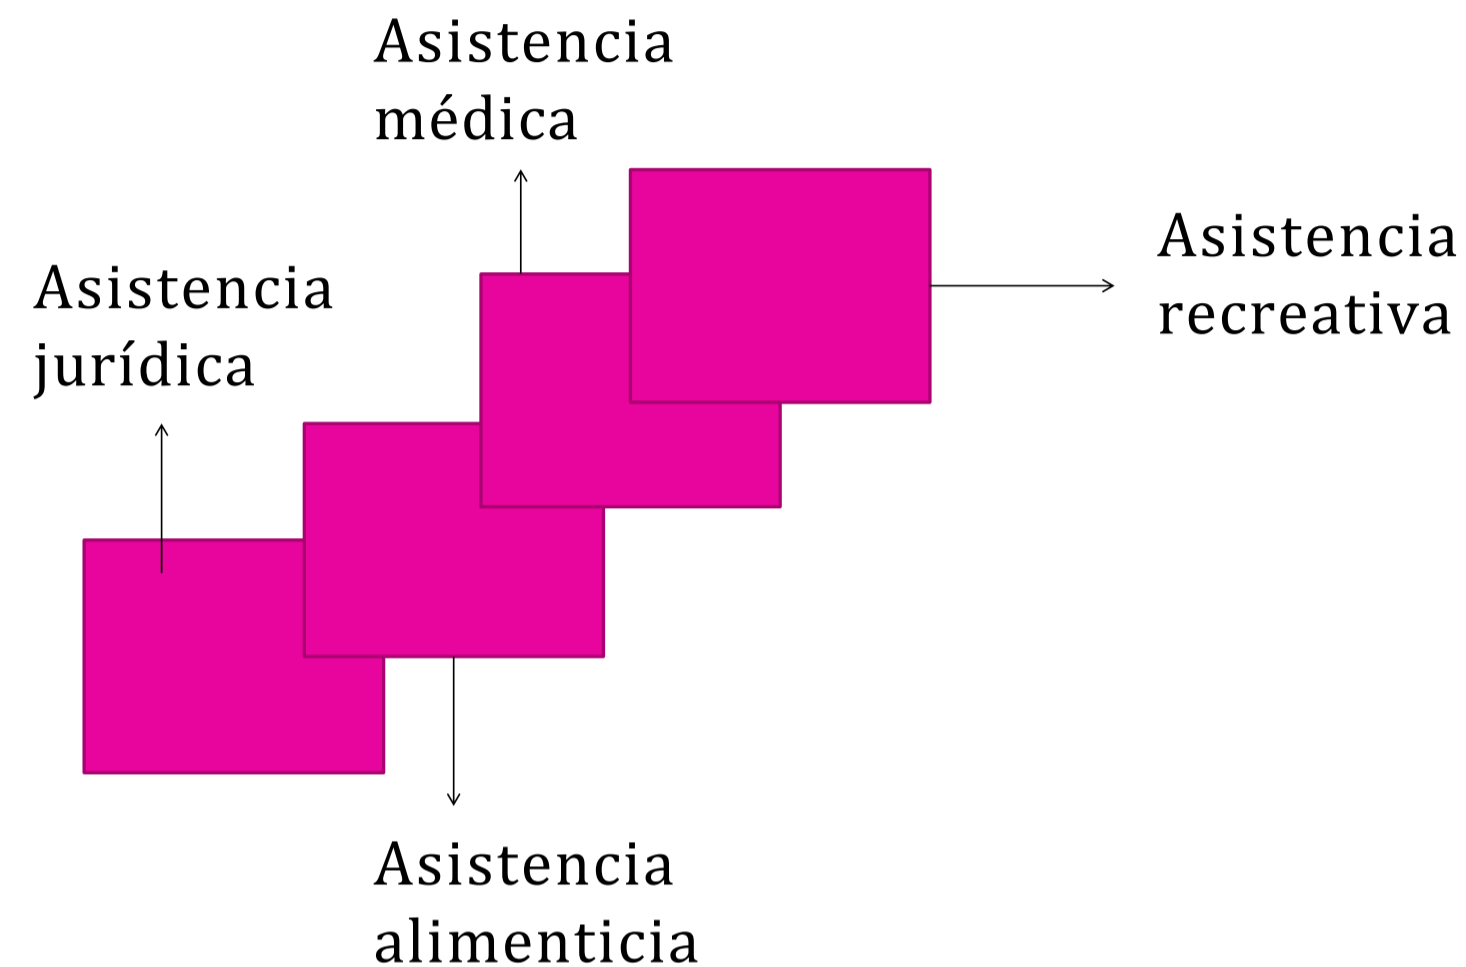 Asistencia
médica
Asistencia
recreativa
Asistencia
jurídica
Asistencia
alimenticia